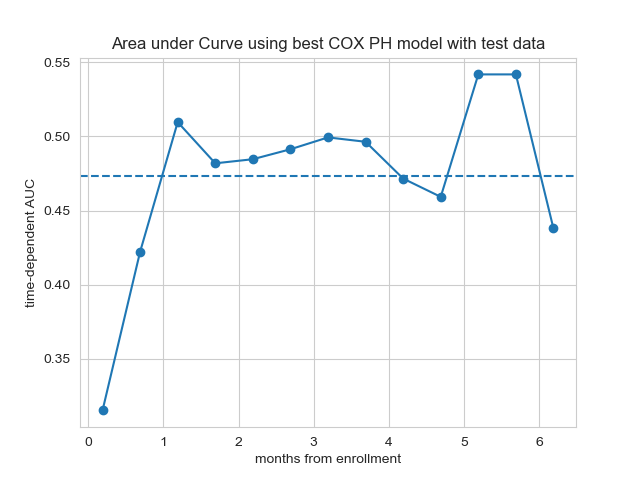 Area under Curve using best COX PH model with test data
0.55
0.50
0.45
0.40
0.35
time-dependent AUC
0 1 2 3 4 5 6
months from enrollment